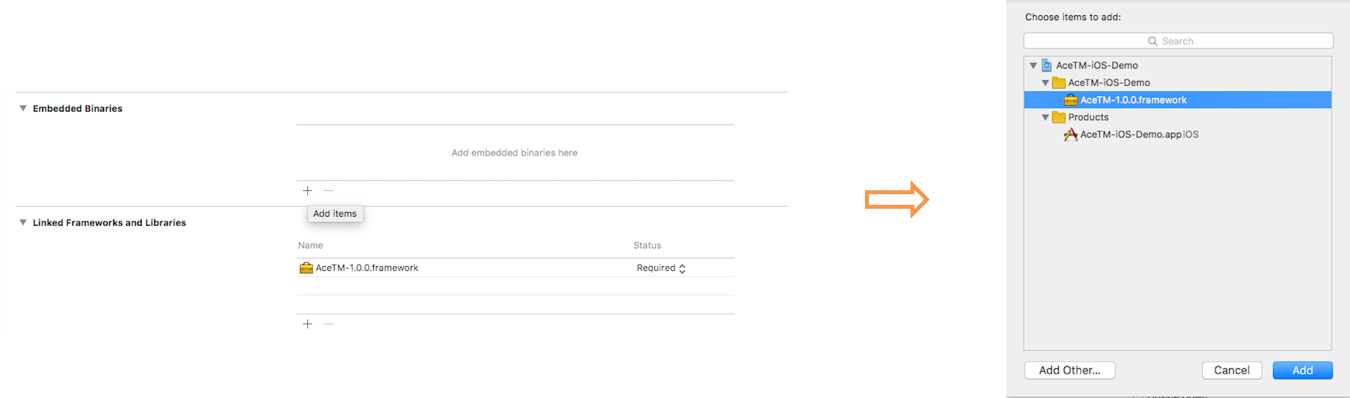 Embedded Binaries
Add embedded binaries here
Add items
Linked Frameworks and Libraries
Name Status
AceTM-1.0.0.framework Required
Choose items to add:
Search
AceTM-iOS-Demo
AceTM-iOS-Demo
AceTM-1.0.0.framework
Products
AceTM-iOS-Demo.app iOS
Add Other... Cancel Add